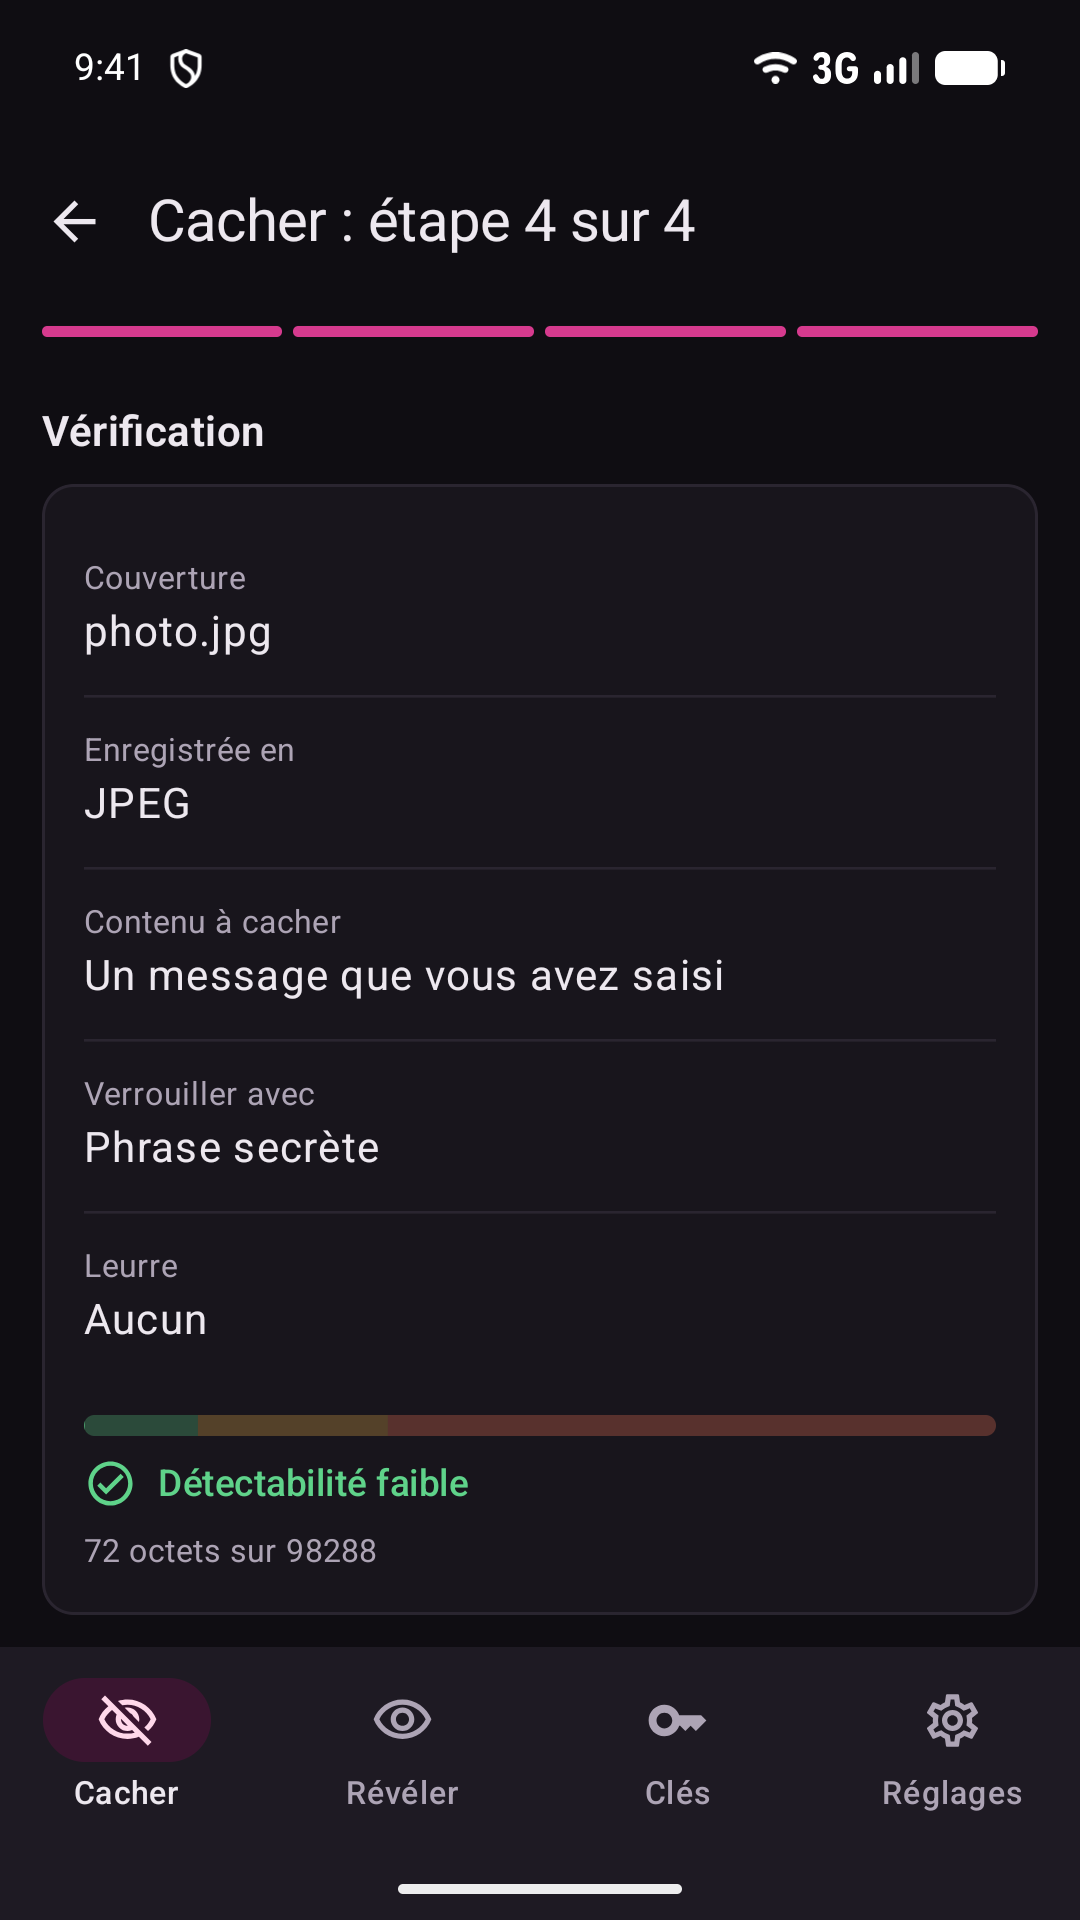 9:41
3G
Cacher : étape 4 sur 4
Vérification
Couverture
photo.jpg
Enregistrée en
JPEG
Contenu à cacher
Un message que vous avez saisi
Verrouiller avec
Phrase secrète
Leurre
Aucun
Détectabilité faible
72 octets sur 98288
Cacher
Révéler
Clés
Réglages